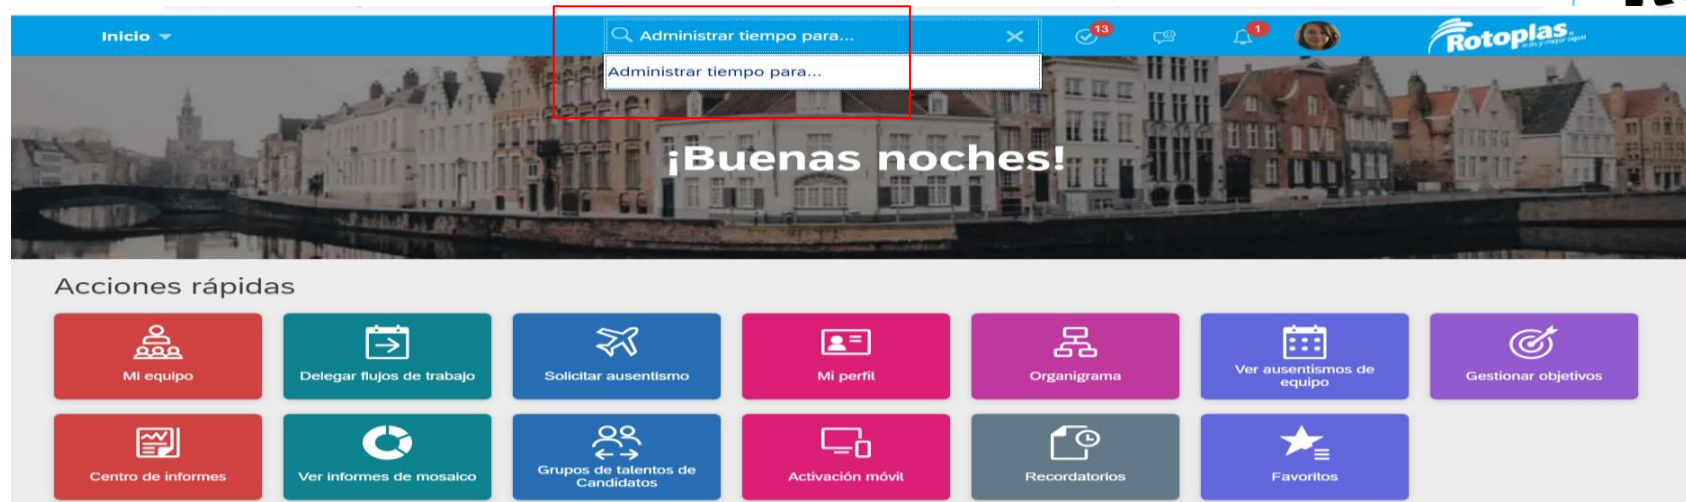 Inicio
Administrar tiempo para...
13
1
Rotoplas
Administrar tiempo para...
¡Buenas noches!
Acciones rápidas
Mi equipo
Delegar flujos de trabajo
Solicitar ausentismo
Mi perfil
Organigrama
Ver ausentismos de
equipo
Gestionar objetivos
Centro de informes
Ver informes de mosaico
Grupos de talentos de
Candidatos
Activación móvil
Recordatorios
Favoritos